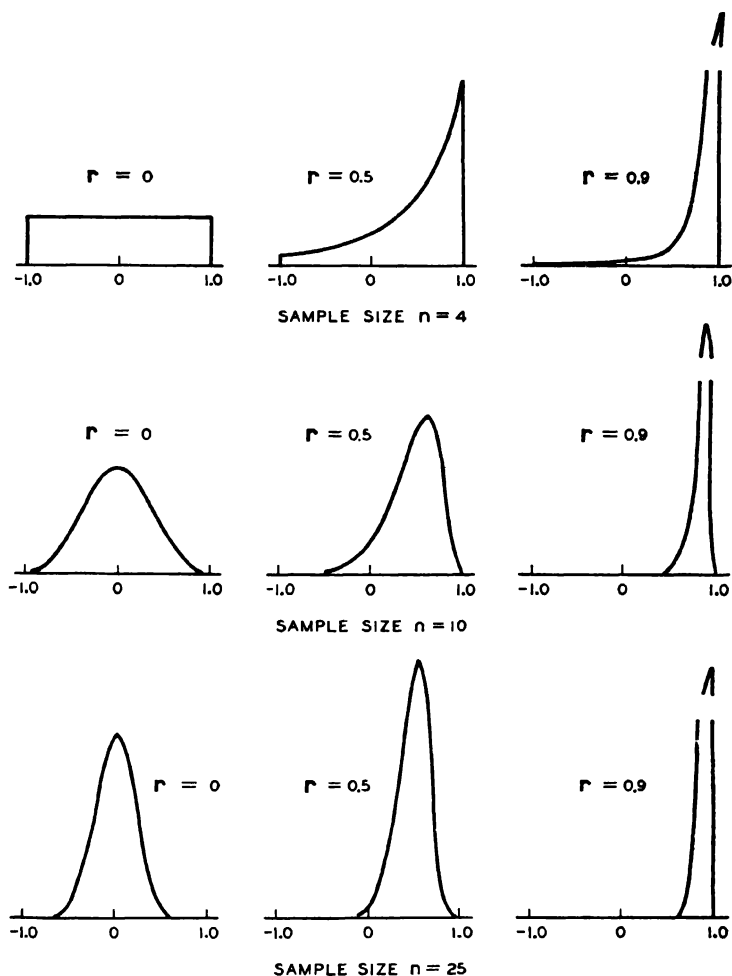 r = 0 r = 0.5 r = 0.9
-1.0 0 1.0 -1.0 0 1.0 -1.0 0 1.0
SAMPLE SIZE n = 4
r = 0 r = 0.5 r = 0.9
-1.0 0 1.0 -1.0 0 1.0 -1.0 0 1.0
SAMPLE SIZE n = 10
r = 0 r = 0.5 r = 0.9
-1.0 0 1.0 -1.0 0 1.0 -1.0 0 1.0
SAMPLE SIZE n = 25